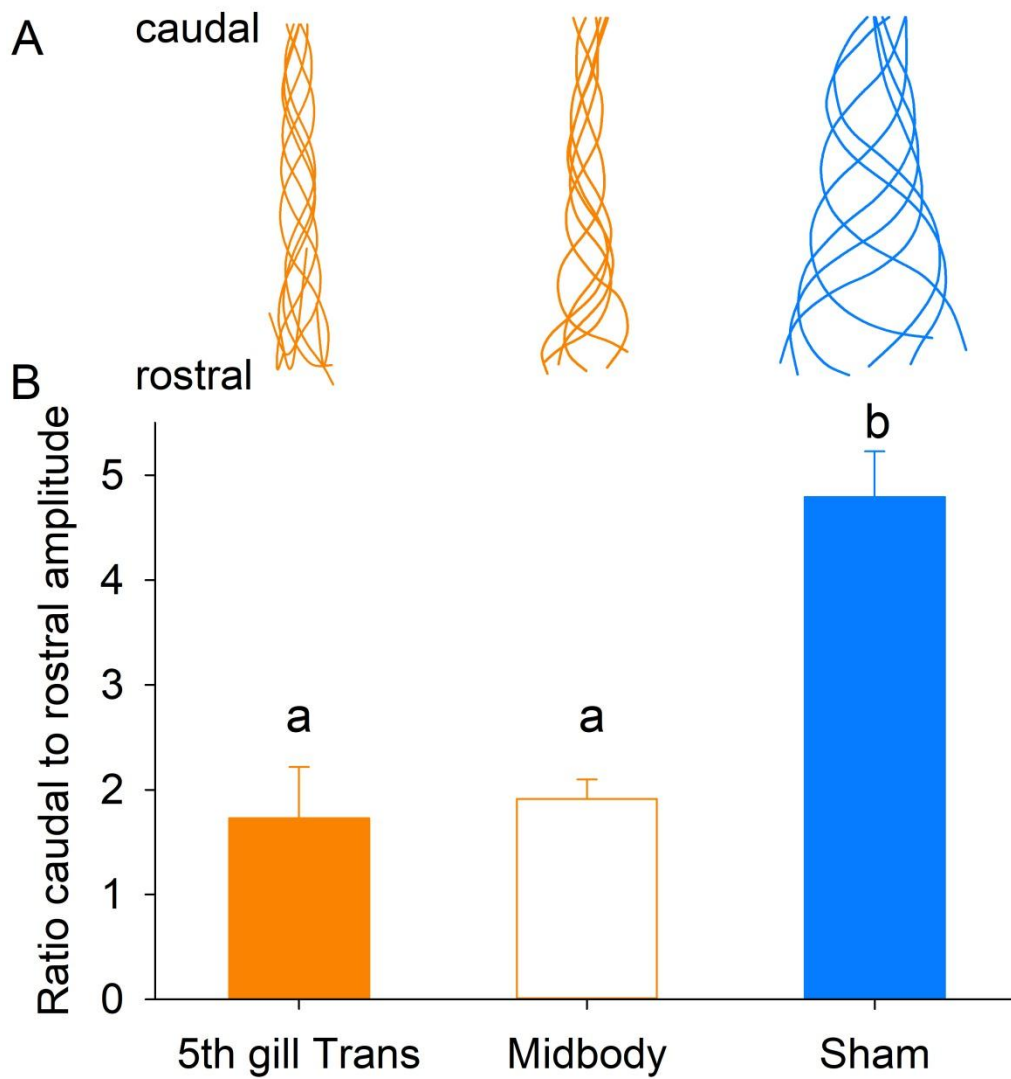 A
caudal
rostral
B
Ratio caudal to rostral amplitude
5
4
3
2
1
0
a
a
b
5th gill Trans
Midbody
Sham